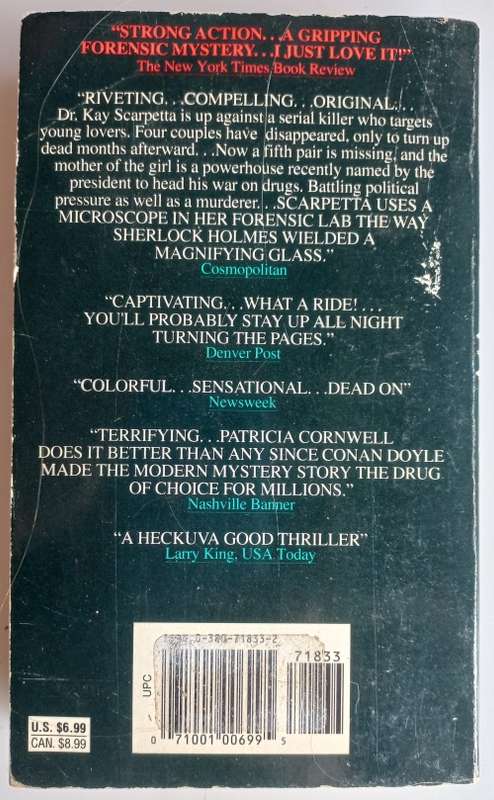 “STRONG ACTION. . .A GRIPPING
FORENSIC MYSTERY. . .I JUST LOVE IT!”
The New York Times Book Review
“RIVETING. . .COMPELLING. . .ORIGINAL. . .
Dr. Kay Scarpetta is up against a serial killer who targets
young lovers. Four couples have disappeared, only to turn up
dead months afterward. . .Now a fifth pair is missing, and the
mother of the girl is a powerhouse recently named by the
president to head his war on drugs. Battling political
pressure as well as a murderer. . .SCARPETTA USES A
MICROSCOPE IN HER FORENSIC LAB THE WAY
SHERLOCK HOLMES WIELDED A
MAGNIFYING GLASS.”
Cosmopolitan
“CAPTIVATING. . .WHAT A RIDE! . . .
YOU'LL PROBABLY STAY UP ALL NIGHT
TURNING THE PAGES.”
Denver Post
“COLORFUL. . .SENSATIONAL. . .DEAD ON”
Newsweek
“TERRIFYING. . .PATRICIA CORNWELL
DOES IT BETTER THAN ANY SINCE CONAN DOYLE
MADE THE MODERN MYSTERY STORY THE DRUG
OF CHOICE FOR MILLIONS.”
Nashville Banner
“A HECKUVA GOOD THRILLER”
Larry King, USA Today
0-380-71833-2
71833
UPC
0 71001 00699 5
U.S. $6.99
CAN. $8.99